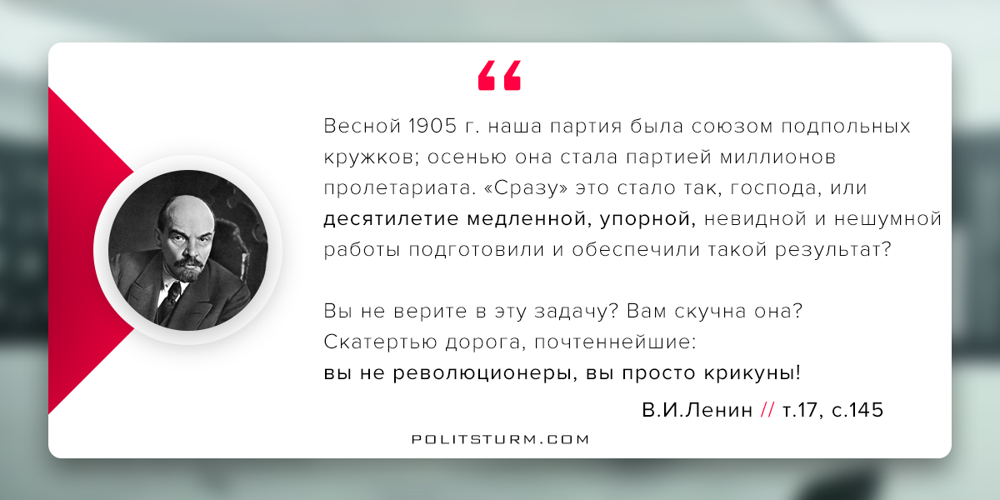 “
Весной 1905 г. наша партия была союзом подпольных
кружков; осенью она стала партией миллионов
пролетариата. «Сразу» это стало так, господа, или
десятилетие медленной, упорной, невидной и нешумной
работы подготовили и обеспечили такой результат?
Вы не верите в эту задачу? Вам скучна она?
Скатертью дорога, почтеннейшие:
вы не революционеры, вы просто крикуны!
В.И.Ленин // т.17, с.145
POLITSTURM.COM